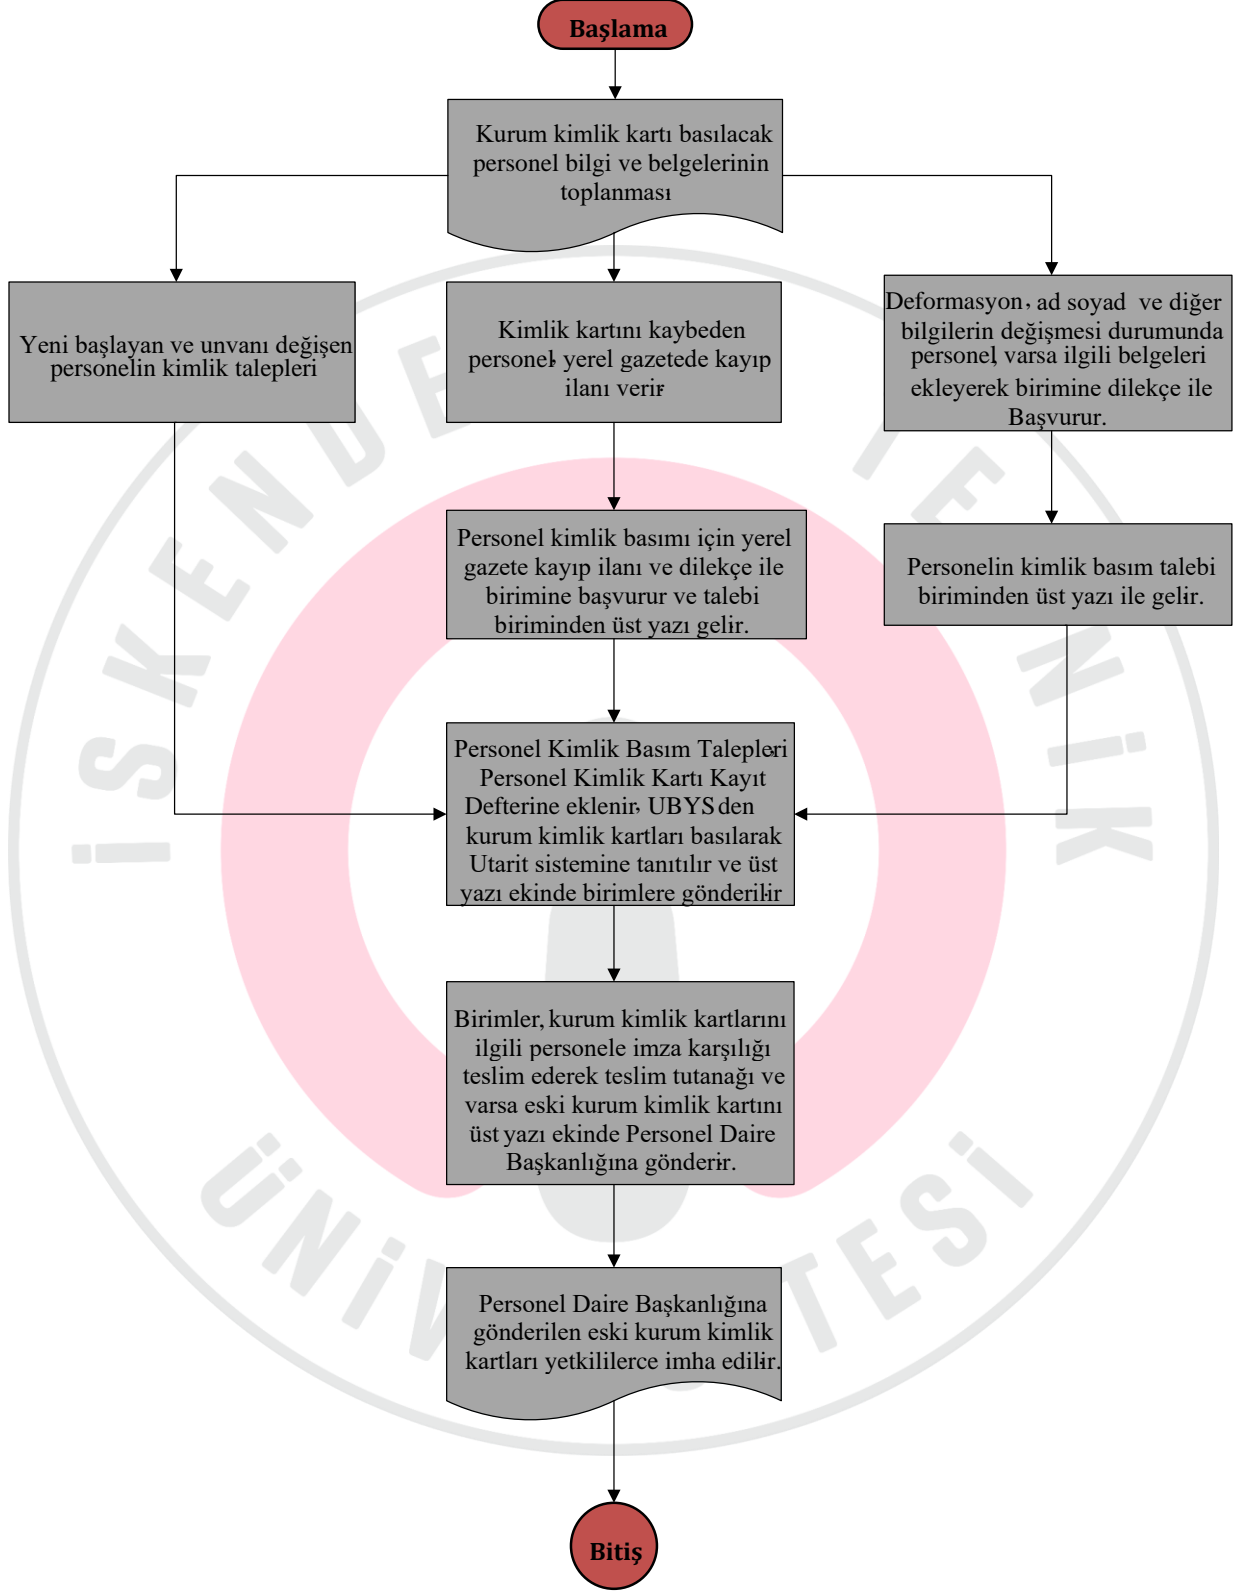 Başlama
Kurum kimlik kartı basılacak
personel bilgi ve belgelerinin
toplanması
Yeni başlayan ve unvanı değişen
personelin kimlik talepleri
Kimlik kartını kaybeden
personel, yerel gazetede kayıp
ilanı verir.
Deformasyon, ad soyad ve diğer
bilgilerin değişmesi durumunda
personel, varsa ilgili belgeleri
ekleyerek birimine dilekçe ile
Başvurur.
Personel kimlik basımı için yerel
gazete kayıp ilanı ve dilekçe ile
birimine başvurur ve talebi
biriminden üst yazı gelir.
Personelin kimlik basım talebi
biriminden üst yazı ile gelir.
Personel Kimlik Basım Talepleri
Personel Kimlik Kartı Kayıt
Defterine eklenir, UBYS den
kurum kimlik kartları basılarak
Utarit sistemine tanıtılır ve üst
yazı ekinde birimlere gönderilir.
Birimler, kurum kimlik kartlarını
ilgili personele imza karşılığı
teslim ederek teslim tutanağı ve
varsa eski kurum kimlik kartını
üst yazı ekinde Personel Daire
Başkanlığına gönderir.
Personel Daire Başkanlığına
gönderilen eski kurum kimlik
kartları yetkililerce imha edilir.
Bitiş